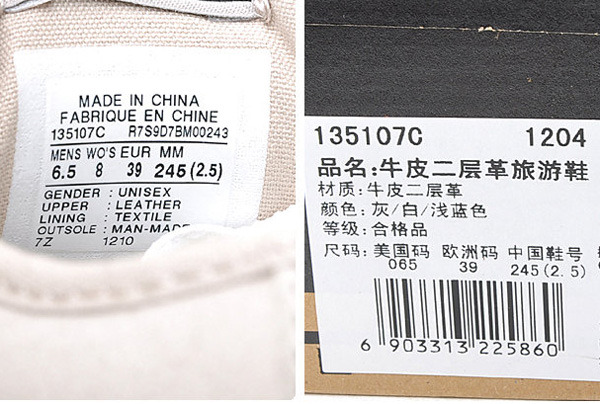 MADE IN CHINA
FABRIQUE EN CHINE
135107C R7S9D7BM00243
MENS WO'S EUR MM
6.5 8 39 245 (2.5)
GENDER : UNISEX
UPPER : LEATHER
LINING : TEXTILE
OUTSOLE : MAN-MADE
7Z 1210
135107C 1204
品名:牛皮二层革旅游鞋
材质:牛皮二层革
颜色:灰/白/浅蓝色
等级:合格品
尺码: 美国码 欧洲码 中国鞋号
065 39 245(2.5)
6 903313 225860